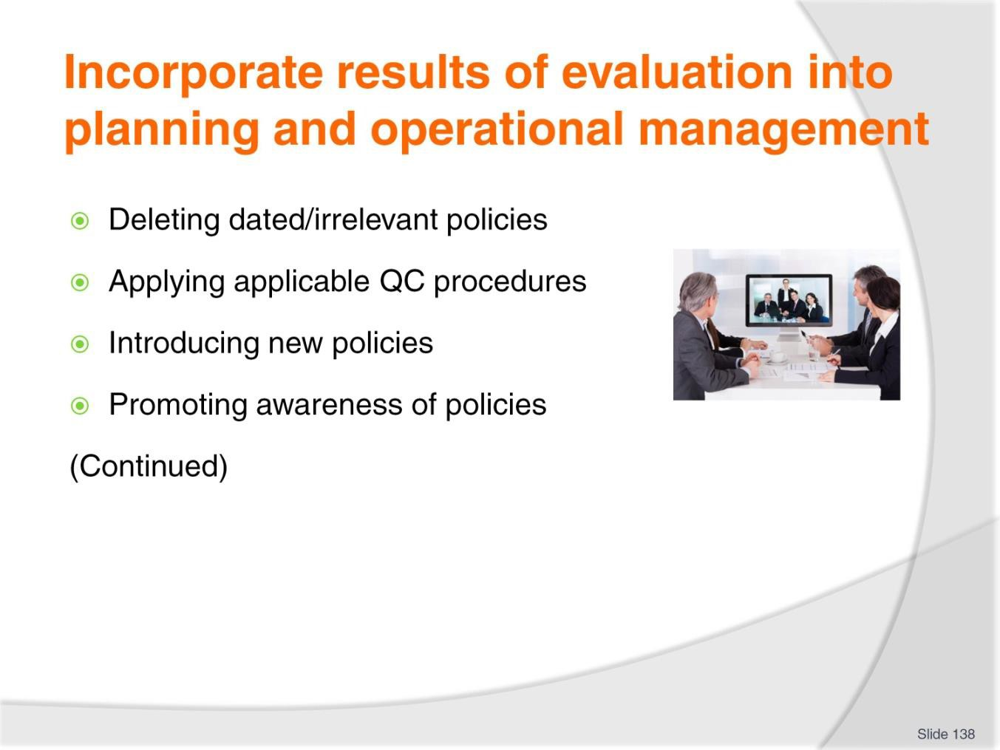 Incorporate results of evaluation into
planning and operational management
Deleting dated/irrelevant policies
Applying applicable QC procedures
Introducing new policies
Promoting awareness of policies
(Continued)
Slide 138